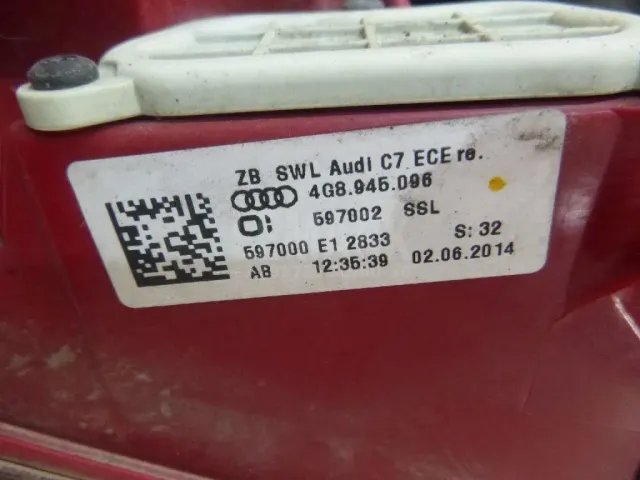 ZB SWL Audi C7 ECE re.
4G8.945.096
597002 SSL
597000 E1 2833 S: 32
AB 12:35:39 02.06.2014